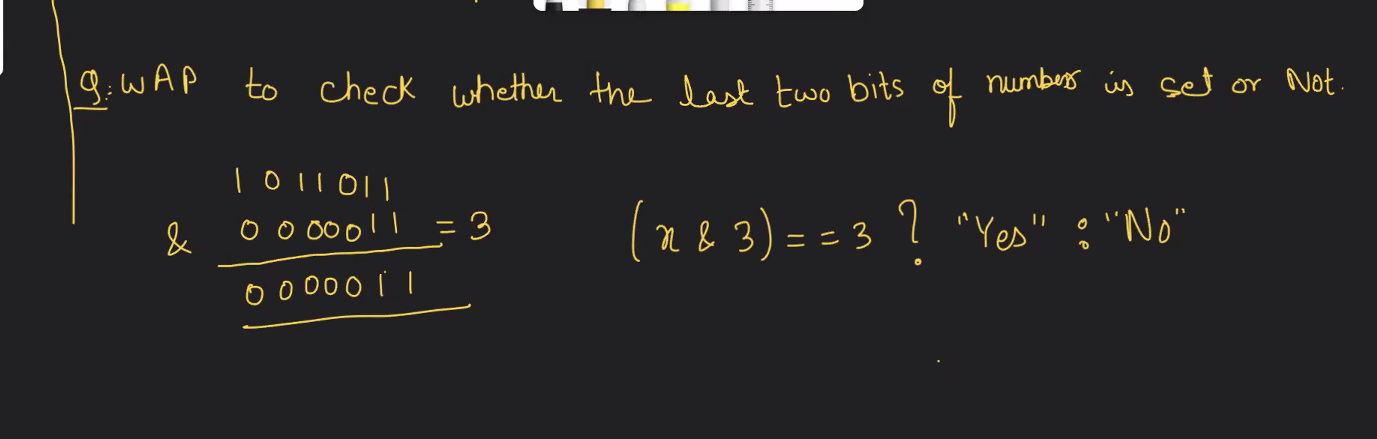 Q: WAP to check whether the last two bits of number is set or Not.
1011011
& 0000011 = 3
0000011
(x & 3) == 3 ? "Yes" : "No"